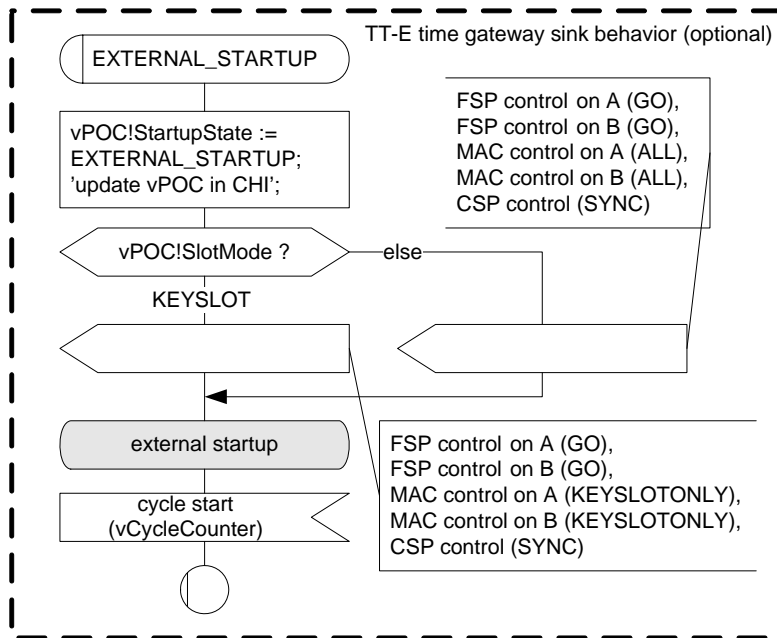 TT-E time gateway sink behavior (optional)
EXTERNAL_STARTUP
vPOC!StartupState :=
EXTERNAL_STARTUP;
'update vPOC in CHI';
FSP control on A (GO),
FSP control on B (GO),
MAC control on A (ALL),
MAC control on B (ALL),
CSP control (SYNC)
vPOC!SlotMode ?
else
KEYSLOT
external startup
FSP control on A (GO),
FSP control on B (GO),
MAC control on A (KEYSLOTONLY),
MAC control on B (KEYSLOTONLY),
CSP control (SYNC)
cycle start
(vCycleCounter)